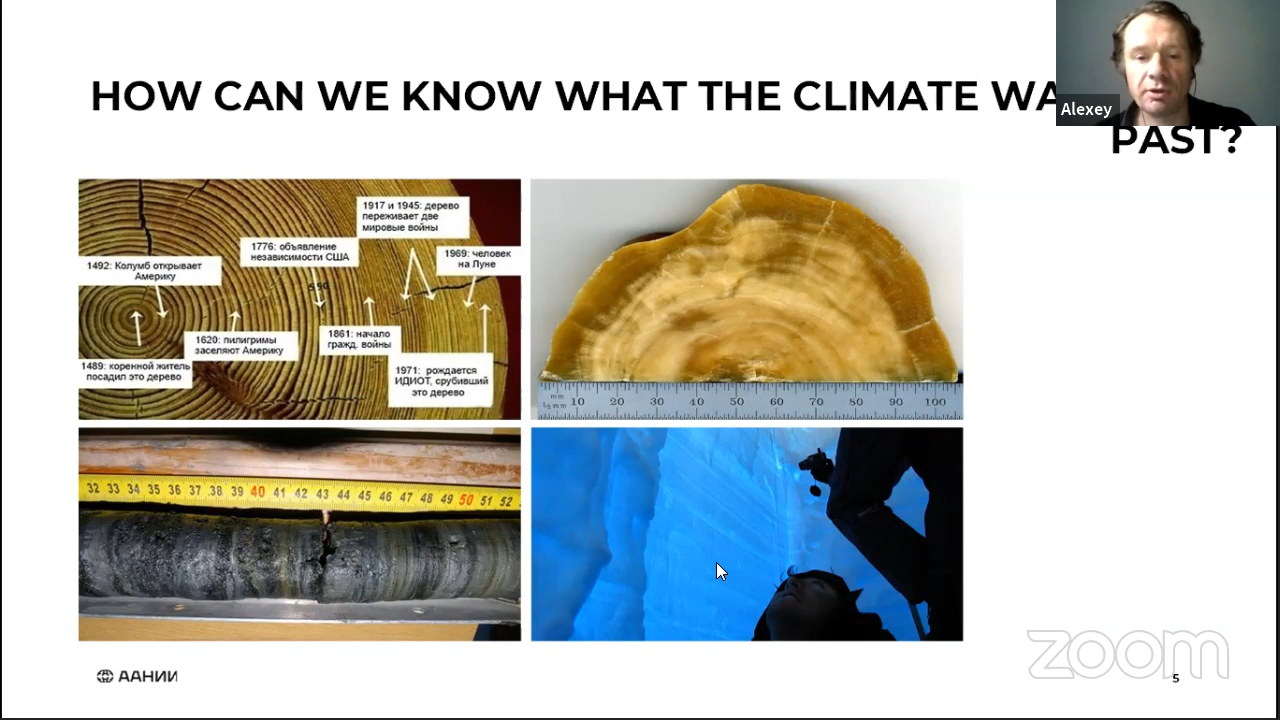 HOW CAN WE KNOW WHAT THE CLIMATE WA
PAST?
Alexey
1917 и 1945: дерево
переживает две
мировые войны
1776: объявление
независимости США
1969: человек
на Луне
1492: Колумб открывает
Америку
1620: пилигримы
заселяют Америку
1861: начало
гражд. войны
1489: коренной житель
посадил это дерево
1971: рождается
ИДИОТ, срубивший
это дерево
mm
½ mm
10 20 30 40 50 60 70 80 90 100
32 33 34 35 36 37 38 39 40 41 42 43 44 45 46 47 48 49 50 51 52
ААНИИ
zoom
5